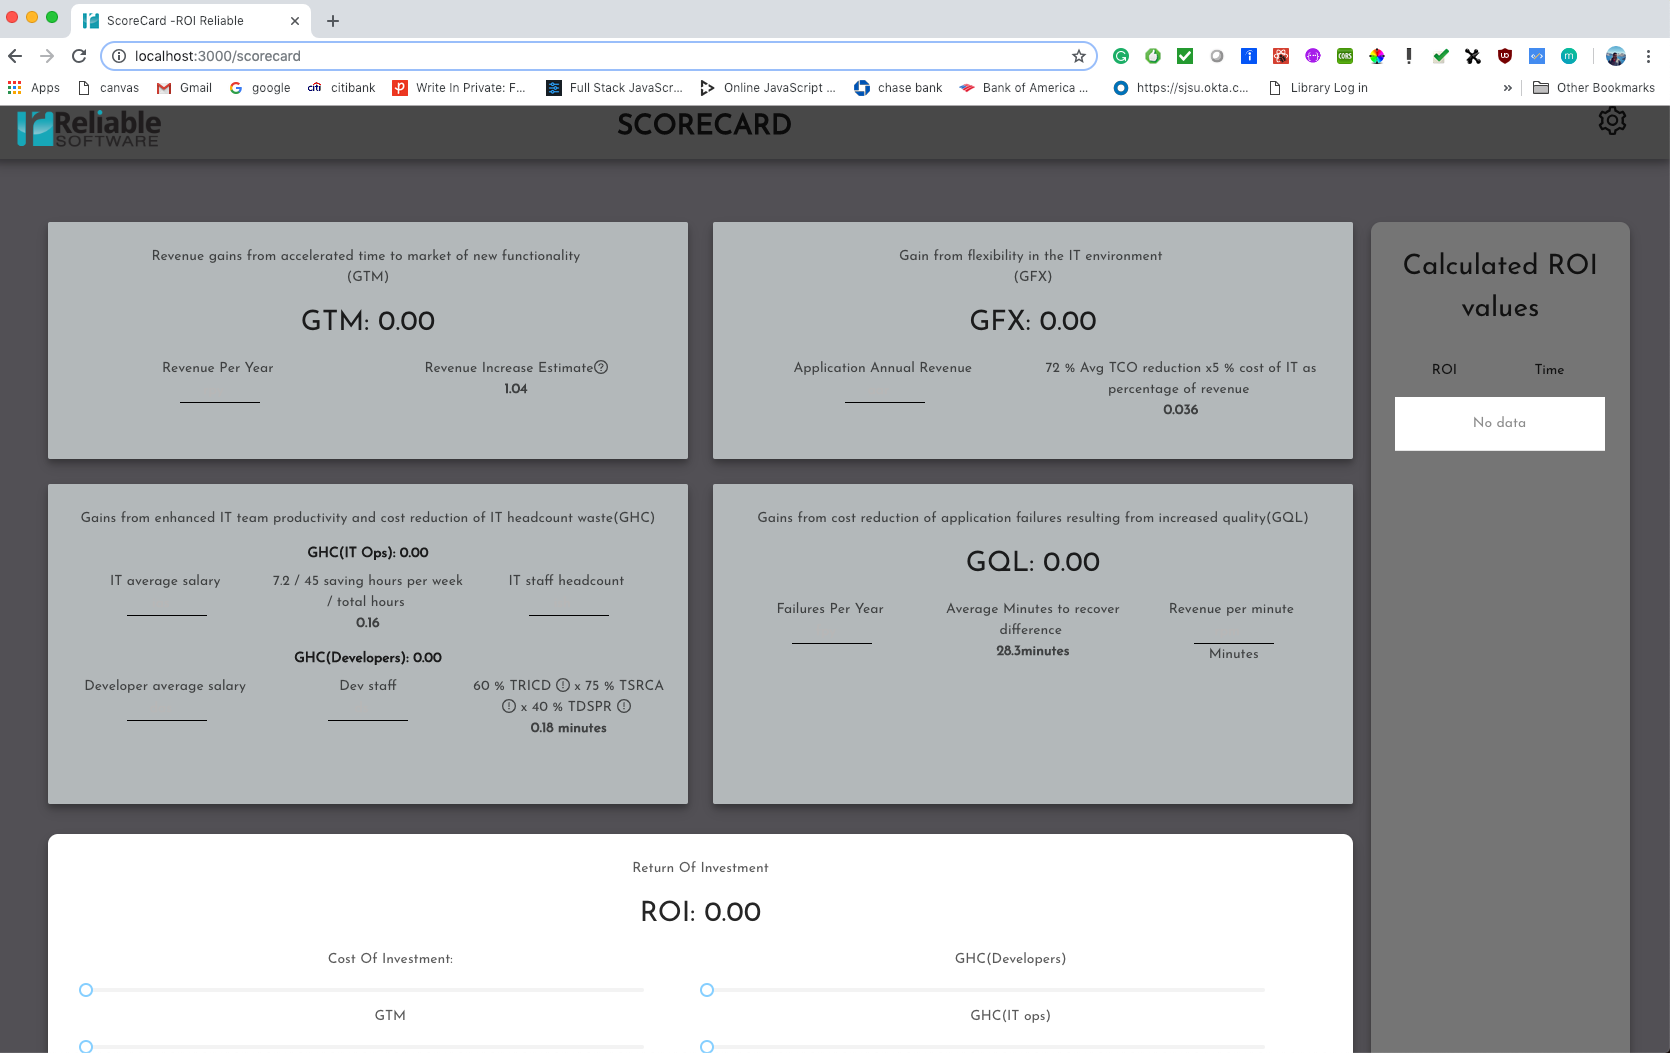 ScoreCard -ROI Reliable
localhost:3000/scorecard
Apps canvas Gmail google citi citibank Write In Private: F... Full Stack JavaScr... Online JavaScript ... chase bank Bank of America ... https://sjsu.okta.c... Library Log in » Other Bookmarks
Reliable
SOFTWARE
SCORECARD
Revenue gains from accelerated time to market of new functionality
(GTM)
GTM: 0.00
Revenue Per Year
Revenue Increase Estimate
1.04
Gain from flexibility in the IT environment
(GFX)
GFX: 0.00
Application Annual Revenue
72 % Avg TCO reduction x5 % cost of IT as
percentage of revenue
0.036
Calculated ROI
values
ROI Time
No data
Gains from enhanced IT team productivity and cost reduction of IT headcount waste(GHC)
GHC(IT Ops): 0.00
IT average salary
7.2 / 45 saving hours per week
/ total hours
0.16
IT staff headcount
GHC(Developers): 0.00
Developer average salary
Dev staff
60 % TRICD x 75 % TSRCA
x 40 % TDSPR
0.18 minutes
Gains from cost reduction of application failures resulting from increased quality(GQL)
GQL: 0.00
Failures Per Year
Average Minutes to recover
difference
28.3minutes
Revenue per minute
Minutes
Return Of Investment
ROI: 0.00
Cost Of Investment:
GHC(Developers)
GTM
GHC(IT ops)